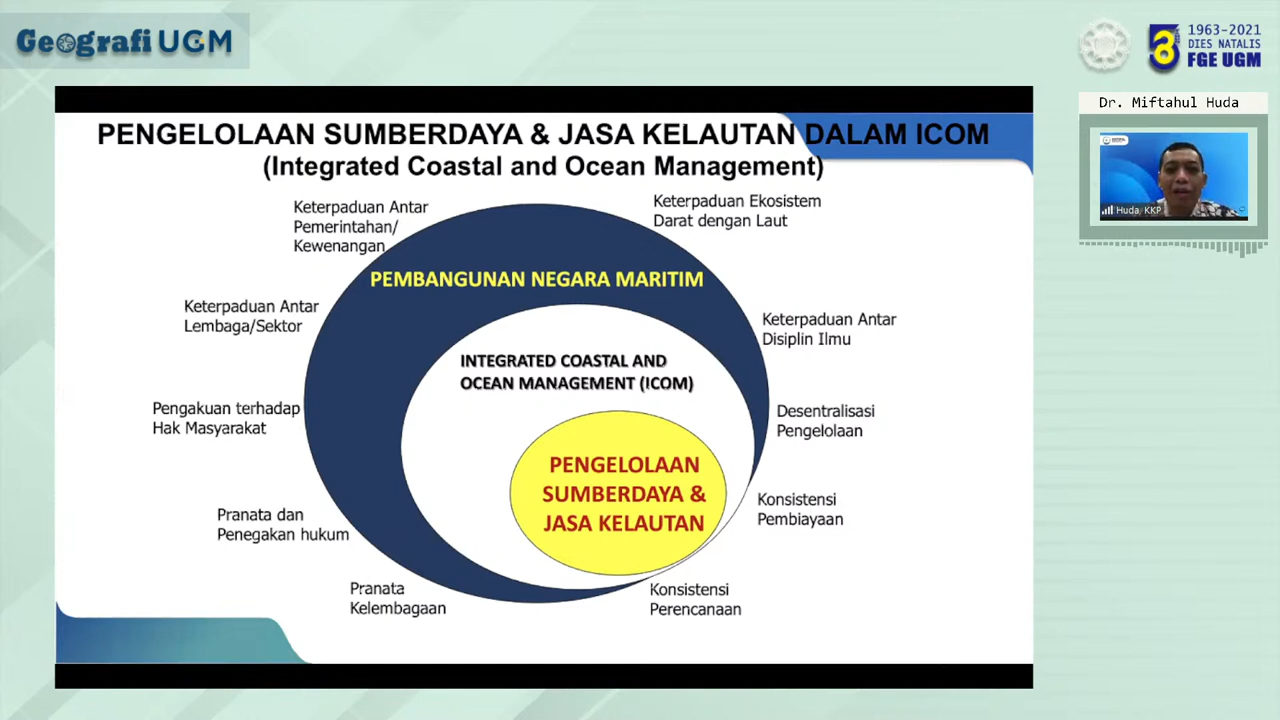 Geografi UGM
1963-2021
DIES NATALIS
FGE UGM
Dr. Miftahul Huda
Huda, KKP
PENGELOLAAN SUMBERDAYA & JASA KELAUTAN DALAM ICOM
(Integrated Coastal and Ocean Management)
Keterpaduan Antar
Pemerintahan/
Kewenangan
Keterpaduan Ekosistem
Darat dengan Laut
PEMBANGUNAN NEGARA MARITIM
Keterpaduan Antar
Lembaga/Sektor
Keterpaduan Antar
Disiplin Ilmu
INTEGRATED COASTAL AND
OCEAN MANAGEMENT (ICOM)
Pengakuan terhadap
Hak Masyarakat
Desentralisasi
Pengelolaan
PENGELOLAAN
SUMBERDAYA &
JASA KELAUTAN
Konsistensi
Pembiayaan
Pranata dan
Penegakan hukum
Pranata
Kelembagaan
Konsistensi
Perencanaan